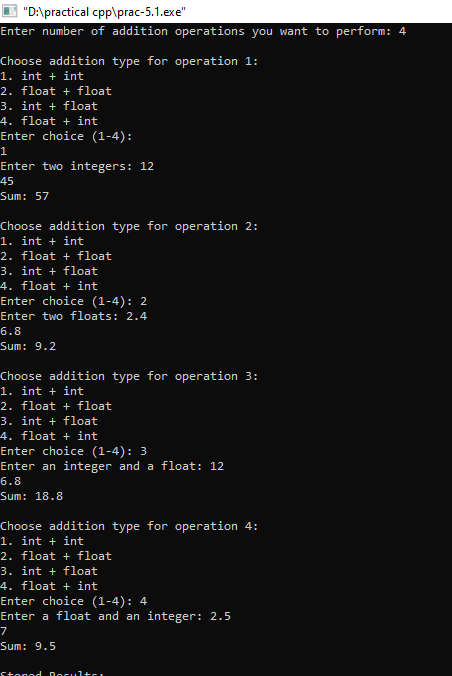 "D:\practical cpp\prac-5.1.exe"
Enter number of addition operations you want to perform: 4
Choose addition type for operation 1:
1. int + int
2. float + float
3. int + float
4. float + int
Enter choice (1-4):
1
Enter two integers: 12
45
Sum: 57
Choose addition type for operation 2:
1. int + int
2. float + float
3. int + float
4. float + int
Enter choice (1-4): 2
Enter two floats: 2.4
6.8
Sum: 9.2
Choose addition type for operation 3:
1. int + int
2. float + float
3. int + float
4. float + int
Enter choice (1-4): 3
Enter an integer and a float: 12
6.8
Sum: 18.8
Choose addition type for operation 4:
1. int + int
2. float + float
3. int + float
4. float + int
Enter choice (1-4): 4
Enter a float and an integer: 2.5
7
Sum: 9.5
Stored Results: